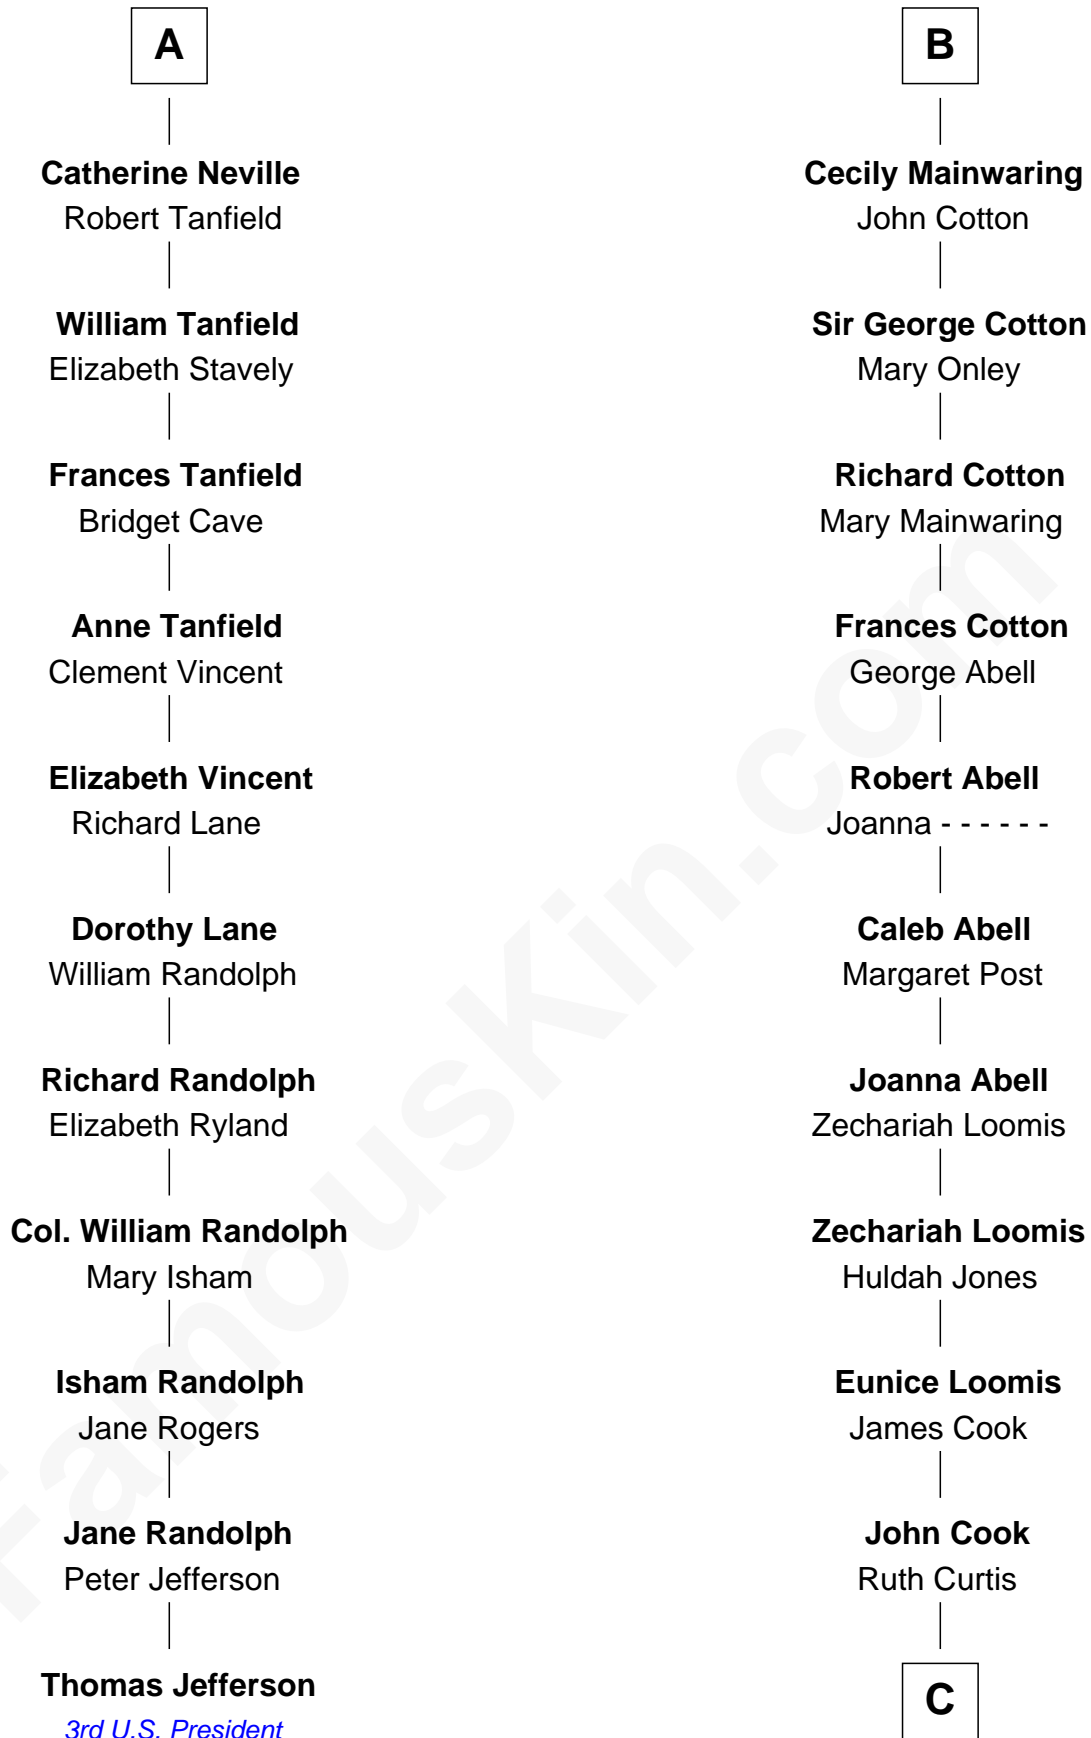 A
Catherine Neville
Robert Tanfield
William Tanfield
Elizabeth Stavely
Frances Tanfield
Bridget Cave
Anne Tanfield
Clement Vincent
Elizabeth Vincent
Richard Lane
Dorothy Lane
William Randolph
Richard Randolph
Elizabeth Ryland
Col. William Randolph
Mary Isham
Isham Randolph
Jane Rogers
Jane Randolph
Peter Jefferson
Thomas Jefferson
3rd U.S. President
B
Cecily Mainwaring
John Cotton
Sir George Cotton
Mary Onley
Richard Cotton
Mary Mainwaring
Frances Cotton
George Abell
Robert Abell
Joanna - - - - - -
Caleb Abell
Margaret Post
Joanna Abell
Zechariah Loomis
Zechariah Loomis
Huldah Jones
Eunice Loomis
James Cook
John Cook
Ruth Curtis
C
FamousKin.com